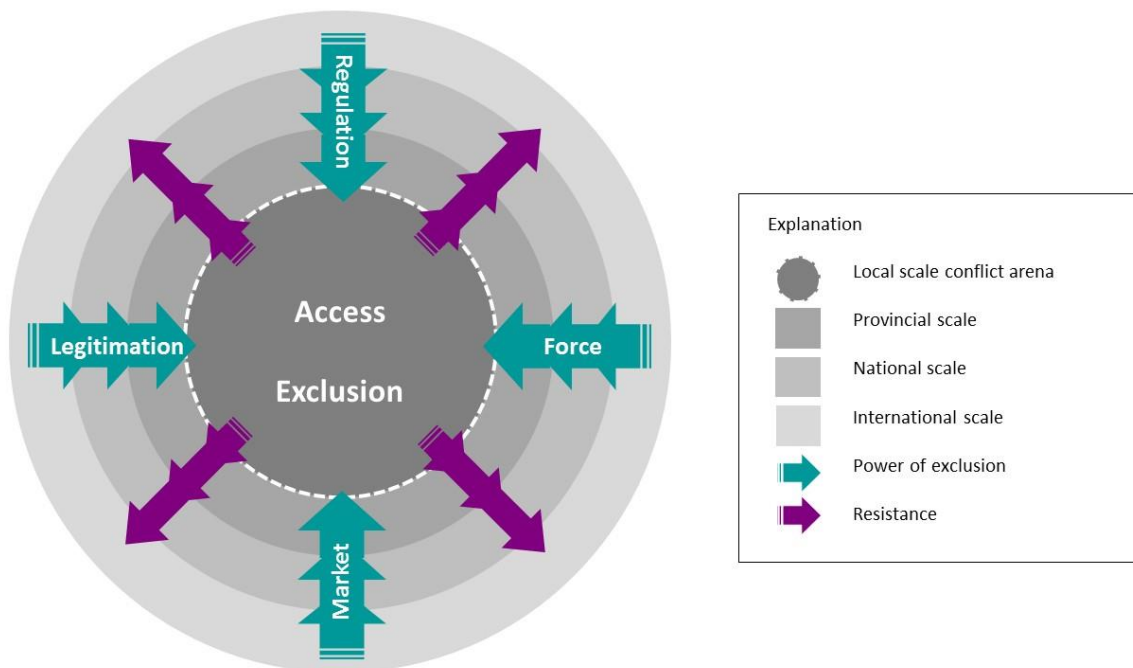 Regulation
Legitimation
Access
Exclusion
Force
Market
Explanation
Local scale conflict arena
Provincial scale
National scale
International scale
Power of exclusion
Resistance